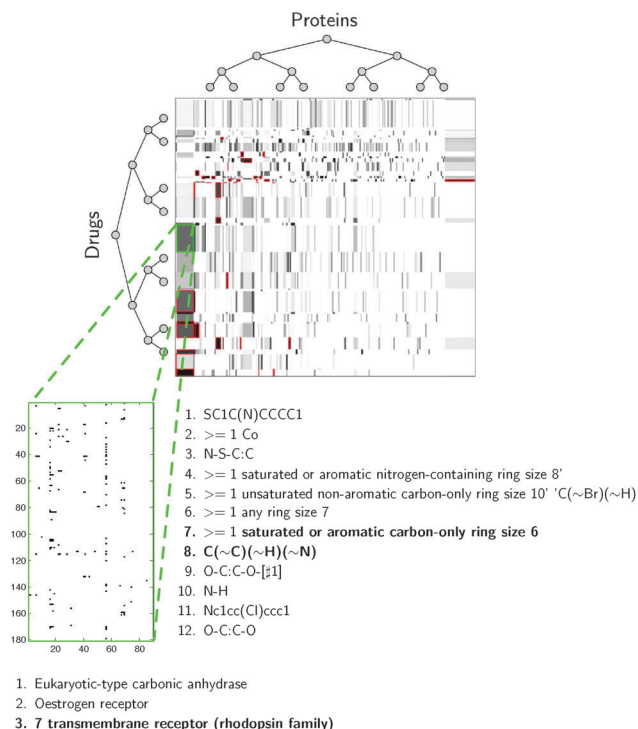 Proteins
Drugs
1. SC1C(N)CCCC1
2. >= 1 Co
3. N-S-C:C
4. >= 1 saturated or aromatic nitrogen-containing ring size 8'
5. >= 1 unsaturated non-aromatic carbon-only ring size 10' 'C(~Br)(~H)
6. >= 1 any ring size 7
7. >= 1 saturated or aromatic carbon-only ring size 6
8. C(~C)(~H)(~N)
9. O-C:C-O-[♯1]
10. N-H
11. Nc1cc(Cl)ccc1
12. O-C:C-O
20
40
60
80
100
120
140
160
180
20 40 60 80
1. Eukaryotic-type carbonic anhydrase
2. Oestrogen receptor
3. 7 transmembrane receptor (rhodopsin family)